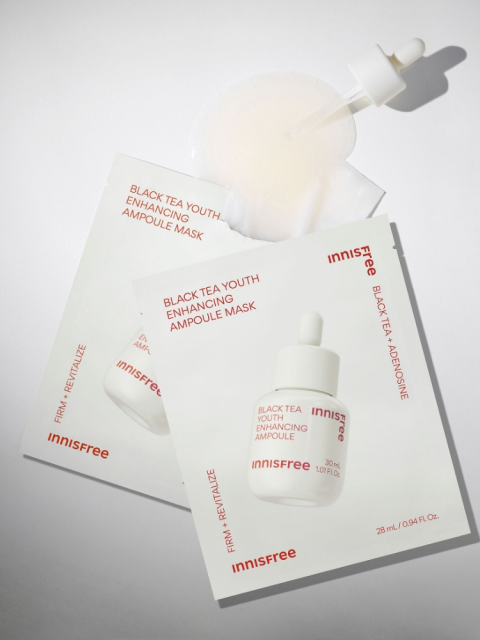 BLACK TEA YOUTH
ENHANCING
AMPOULE MASK
FIRM + REVITALIZE
INNISFree
INNISFree
BLACK TEA YOUTH
ENHANCING
AMPOULE MASK
INNISFree
BLACK TEA + ADENOSINE
BLACK TEA
YOUTH
ENHANCING
AMPOULE
INNISFree
INNISFree
30 mL
1.01 Fl. Oz.
FIRM + REVITALIZE
INNISFree
28 mL / 0.94 Fl. Oz.